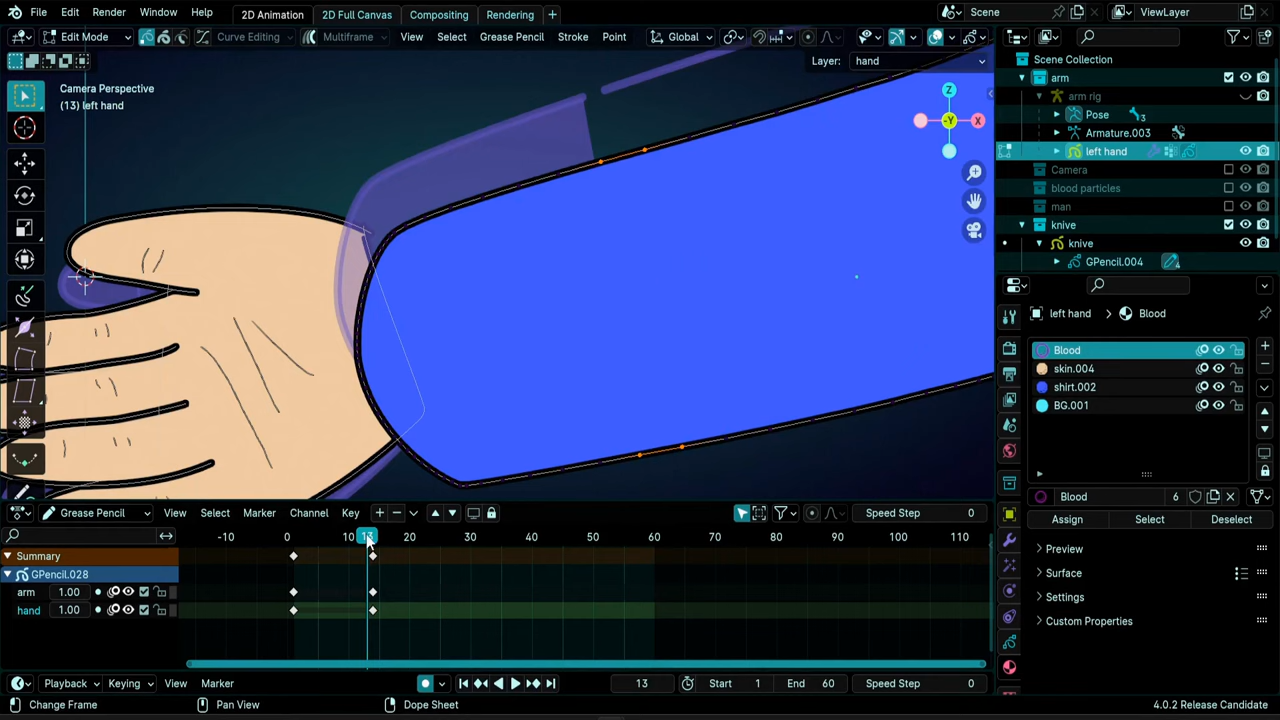 File Edit Render Window Help 2D Animation 2D Full Canvas Compositing Rendering + Scene ViewLayer
Edit Mode Curve Editing Multiframe View Select Grease Pencil Stroke Point Global
Layer: hand
Camera Perspective
(13) left hand
Z
X
-Y
Scene Collection
arm
arm rig
Pose 3
Armature.003
left hand
Camera
blood particles
man
knive
knive
GPencil.004 4
left hand > Blood
Blood
skin.004
shirt.002
BG.001
Blood 6
Assign Select Deselect
Preview
Surface
Settings
Custom Properties
Grease Pencil View Select Marker Channel Key Speed Step 0
-10 0 10 13 20 30 40 50 60 70 80 90 100 110
Summary
GPencil.028
arm 1.00
hand 1.00
Playback Keying View Marker 13 Start 1 End 60 Speed Step 0
Change Frame Pan View Dope Sheet 4.0.2 Release Candidate